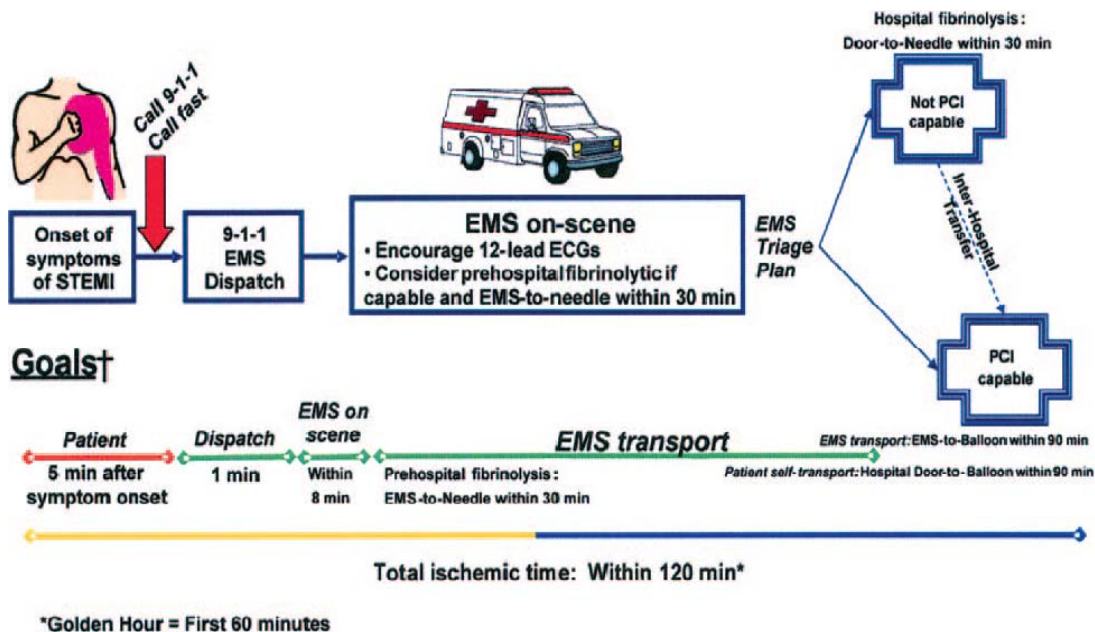 Hospital fibrinolysis:
Door-to-Needle within 30 min
Call 9-1-1
Call fast
Not PCI
capable
Onset of
symptoms
of STEMI
9-1-1
EMS
Dispatch
EMS on-scene
• Encourage 12-lead ECGs
• Consider prehospital fibrinolytic if
capable and EMS-to-needle within 30 min
EMS
Triage
Plan
Inter-Hospital
Transfer
PCI
capable
Goals†
Patient
5 min after
symptom onset
Dispatch
1 min
EMS on
scene
Within
8 min
EMS transport
Prehospital fibrinolysis:
EMS-to-Needle within 30 min
EMS transport: EMS-to-Balloon within 90 min
Patient self-transport: Hospital Door-to-Balloon within 90 min
Total ischemic time: Within 120 min*
*Golden Hour = First 60 minutes